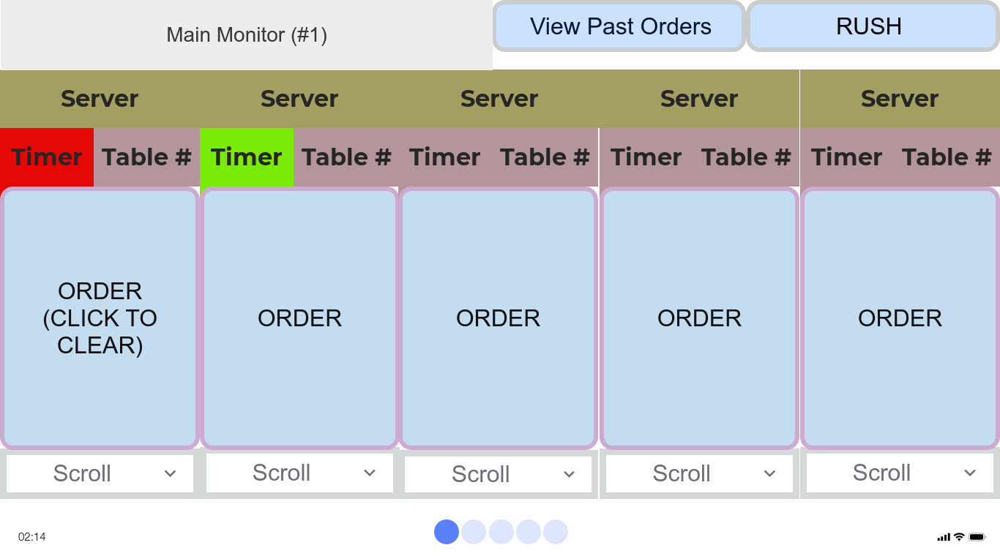 Main Monitor (#1)
View Past Orders
RUSH
Server Server Server Server Server
Timer Table # Timer Table # Timer Table # Timer Table # Timer Table #
ORDER
(CLICK TO
CLEAR)
ORDER
ORDER
ORDER
ORDER
Scroll Scroll Scroll Scroll Scroll
02:14